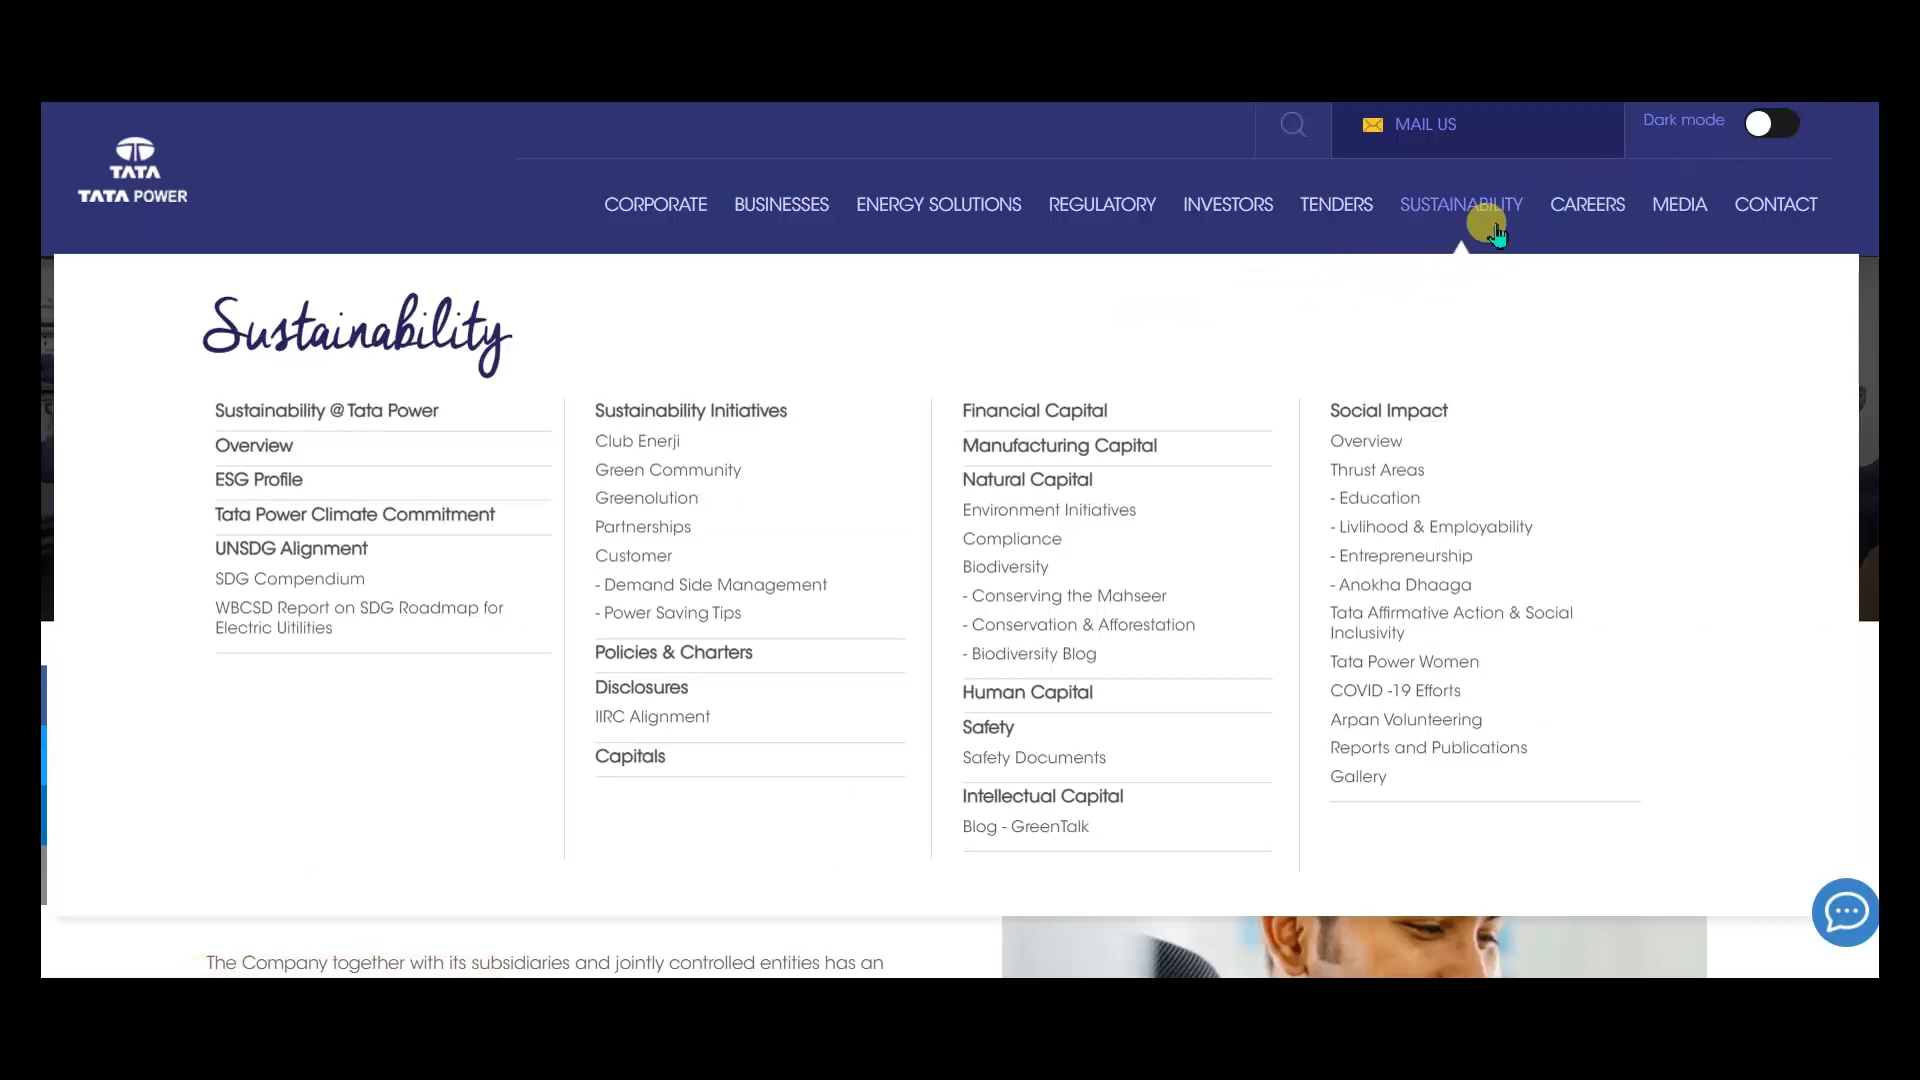 MAIL US
Dark mode
TATA
TATA POWER
CORPORATE
BUSINESSES
ENERGY SOLUTIONS
REGULATORY
INVESTORS
TENDERS
SUSTAINABILITY
CAREERS
MEDIA
CONTACT
Sustainability
Sustainability @ Tata Power
Overview
ESG Profile
Tata Power Climate Commitment
UNSDG Alignment
SDG Compendium
WBCSD Report on SDG Roadmap for
Electric Uitilities
Sustainability Initiatives
Club Enerji
Green Community
Greenolution
Partnerships
Customer
- Demand Side Management
- Power Saving Tips
Policies & Charters
Disclosures
IIRC Alignment
Capitals
Financial Capital
Manufacturing Capital
Natural Capital
Environment Initiatives
Compliance
Biodiversity
- Conserving the Mahseer
- Conservation & Afforestation
- Biodiversity Blog
Human Capital
Safety
Safety Documents
Intellectual Capital
Blog - GreenTalk
Social Impact
Overview
Thrust Areas
- Education
- Livlihood & Employability
- Entrepreneurship
- Anokha Dhaaga
Tata Affirmative Action & Social
Inclusivity
Tata Power Women
COVID -19 Efforts
Arpan Volunteering
Reports and Publications
Gallery
The Company together with its subsidiaries and jointly controlled entities has an